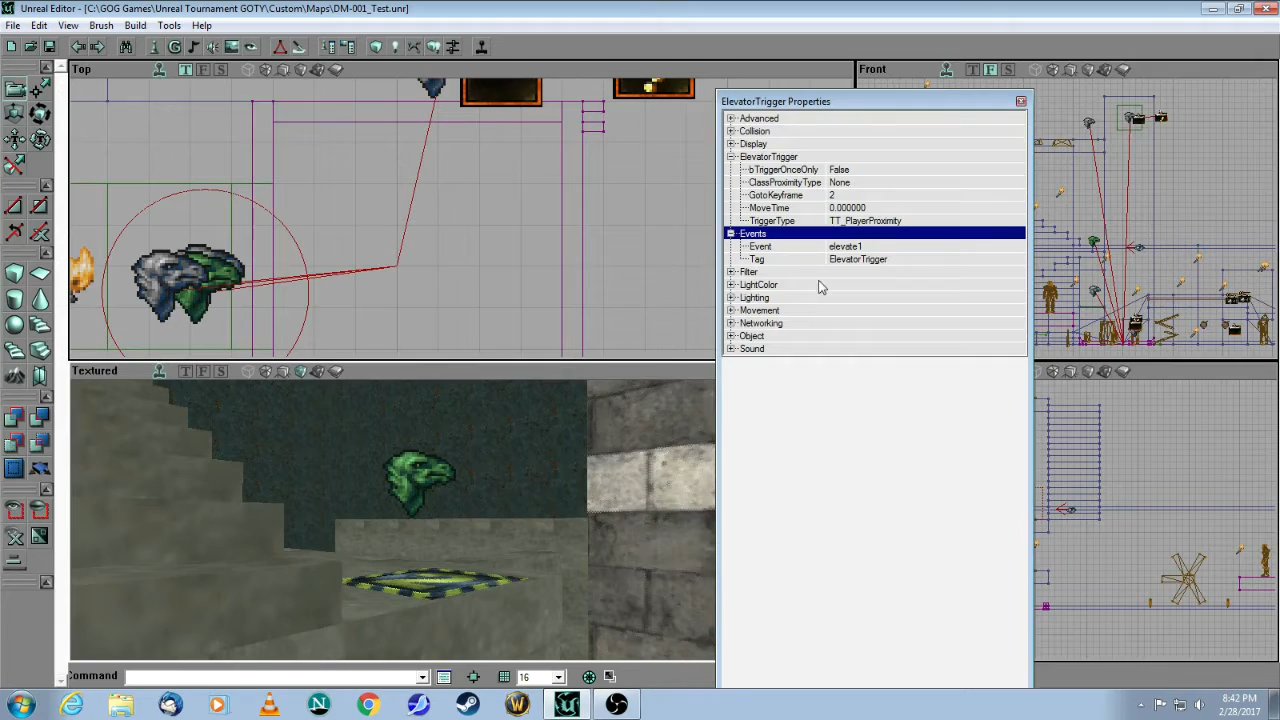 Unreal Editor - [C:\GOG Games\Unreal Tournament GOTY\Custom\Maps\DM-001_Test.unr]
File Edit View Brush Build Tools Help
Top T F S
Front T F S
ElevatorTrigger Properties
Advanced
Collision
Display
ElevatorTrigger
bTriggerOnceOnly False
ClassProximityType None
GotoKeyframe 2
MoveTime 0.000000
TriggerType TT_PlayerProximity
Events
Event elevate1
Tag ElevatorTrigger
Filter
LightColor
Lighting
Movement
Networking
Object
Sound
Textured T F S
Command 16
8:42 PM
2/28/2017